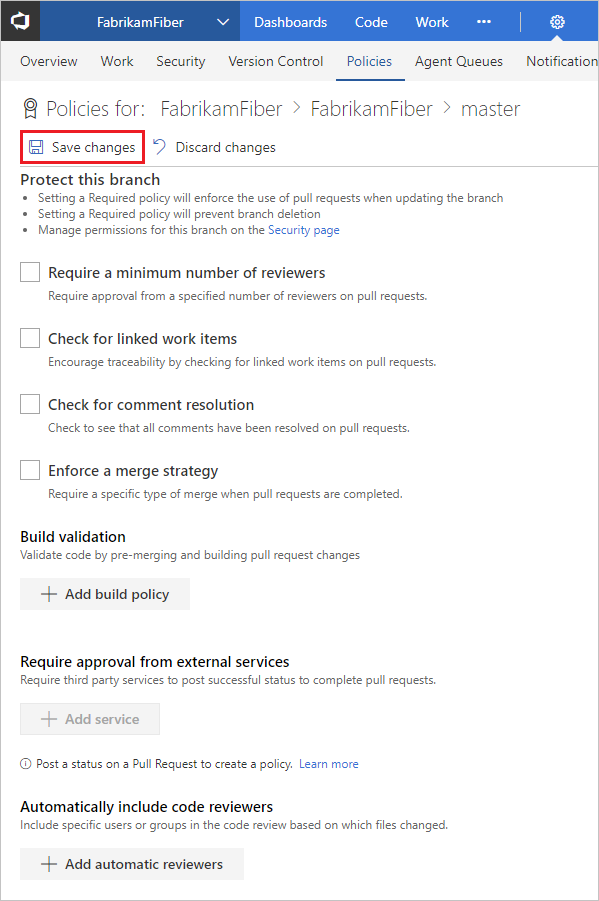 FabrikamFiber Dashboards Code Work ...
Overview Work Security Version Control Policies Agent Queues Notification
Policies for: FabrikamFiber > FabrikamFiber > master
Save changes Discard changes
Protect this branch
• Setting a Required policy will enforce the use of pull requests when updating the branch
• Setting a Required policy will prevent branch deletion
• Manage permissions for this branch on the Security page
Require a minimum number of reviewers
Require approval from a specified number of reviewers on pull requests.
Check for linked work items
Encourage traceability by checking for linked work items on pull requests.
Check for comment resolution
Check to see that all comments have been resolved on pull requests.
Enforce a merge strategy
Require a specific type of merge when pull requests are completed.
Build validation
Validate code by pre-merging and building pull request changes
+ Add build policy
Require approval from external services
Require third party services to post successful status to complete pull requests.
+ Add service
Post a status on a Pull Request to create a policy. Learn more
Automatically include code reviewers
Include specific users or groups in the code review based on which files changed.
+ Add automatic reviewers